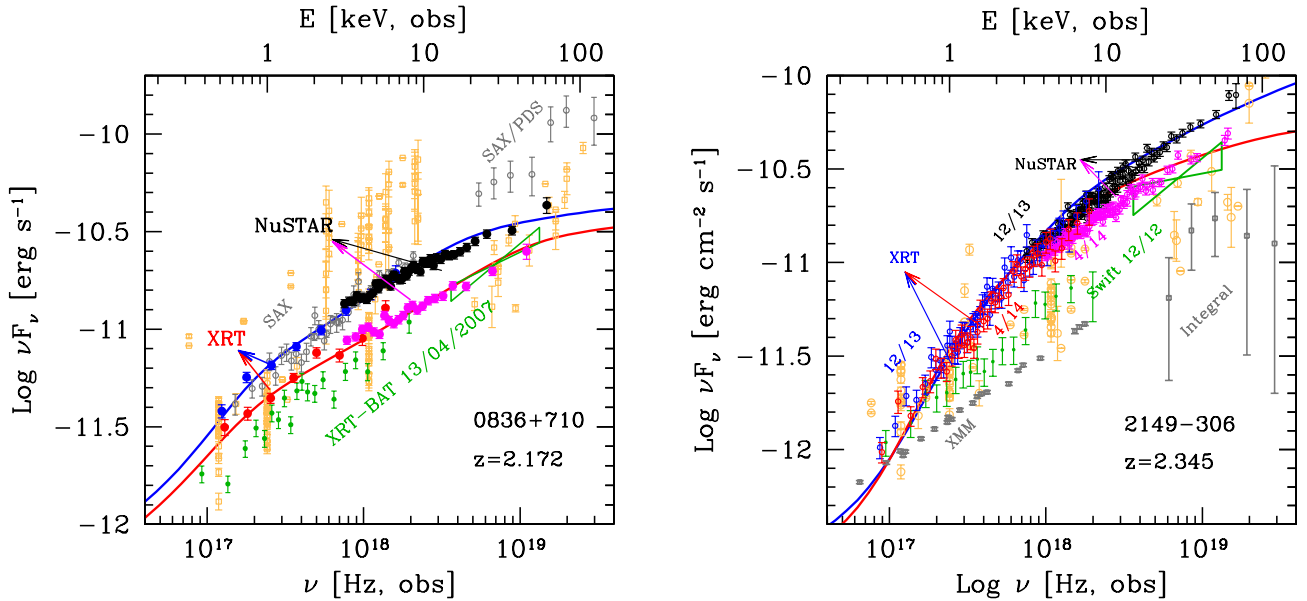 E [keV, obs]
1
10
100
-10
-10.5
-11
-11.5
-12
Log νFν [erg s⁻¹]
SAX/PDS
NuSTAR
SAX
XRT
XRT-BAT 13/04/2007
0836+710
z=2.172
10¹⁷
10¹⁸
10¹⁹
ν [Hz, obs]
E [keV, obs]
1
10
100
-10
-10.5
-11
-11.5
-12
Log νFν [erg cm⁻² s⁻¹]
NuSTAR
12/13
4/14
XRT
Swift 12/12
4/14
12/13
Integral
XMM
2149-306
z=2.345
10¹⁷
10¹⁸
10¹⁹
Log ν [Hz, obs]